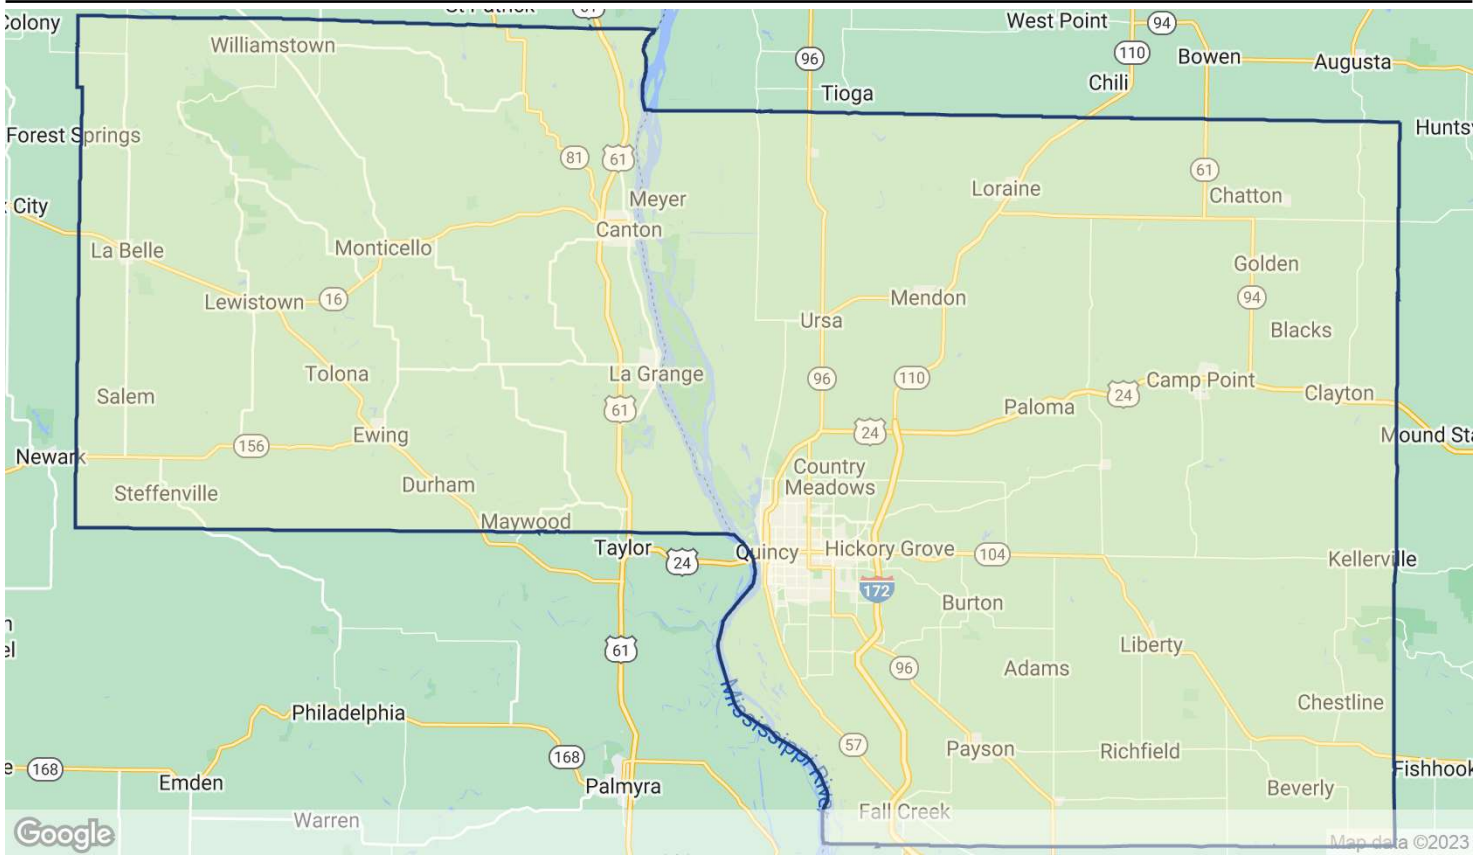 Colony
St Patrick
61
West Point
94
Williamstown
96
110
Bowen
Augusta
Chili
Tioga
Forest Springs
Huntsv
81
61
61
City
Meyer
Loraine
Chatton
Canton
La Belle
Monticello
Golden
Lewistown
16
Mendon
94
Ursa
Blacks
Tolona
La Grange
96
110
Camp Point
Salem
61
Paloma
24
Clayton
Ewing
24
Mound Sta
Newark
156
Country
Meadows
Steffenville
Durham
Maywood
Taylor
24
Quincy
Hickory Grove
104
Kellerville
172
Burton
61
Liberty
96
Adams
Mississippi River
Philadelphia
Chestline
57
Payson
Richfield
168
168
Emden
Palmyra
Fishhook
Beverly
Warren
Fall Creek
Google
Map data ©2023